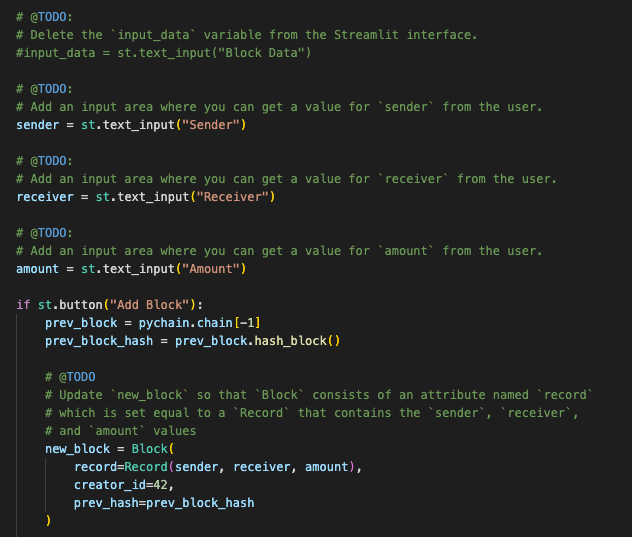 # @TODO:
# Delete the `input_data` variable from the Streamlit interface.
#input_data = st.text_input("Block Data")
# @TODO:
# Add an input area where you can get a value for `sender` from the user.
sender = st.text_input("Sender")
# @TODO:
# Add an input area where you can get a value for `receiver` from the user.
receiver = st.text_input("Receiver")
# @TODO:
# Add an input area where you can get a value for `amount` from the user.
amount = st.text_input("Amount")
if st.button("Add Block"):
    prev_block = pychain.chain[-1]
    prev_block_hash = prev_block.hash_block()
    # @TODO
    # Update `new_block` so that `Block` consists of an attribute named `record`
    # which is set equal to a `Record` that contains the `sender`, `receiver`,
    # and `amount` values
    new_block = Block(
        record=Record(sender, receiver, amount),
        creator_id=42,
        prev_hash=prev_block_hash
    )